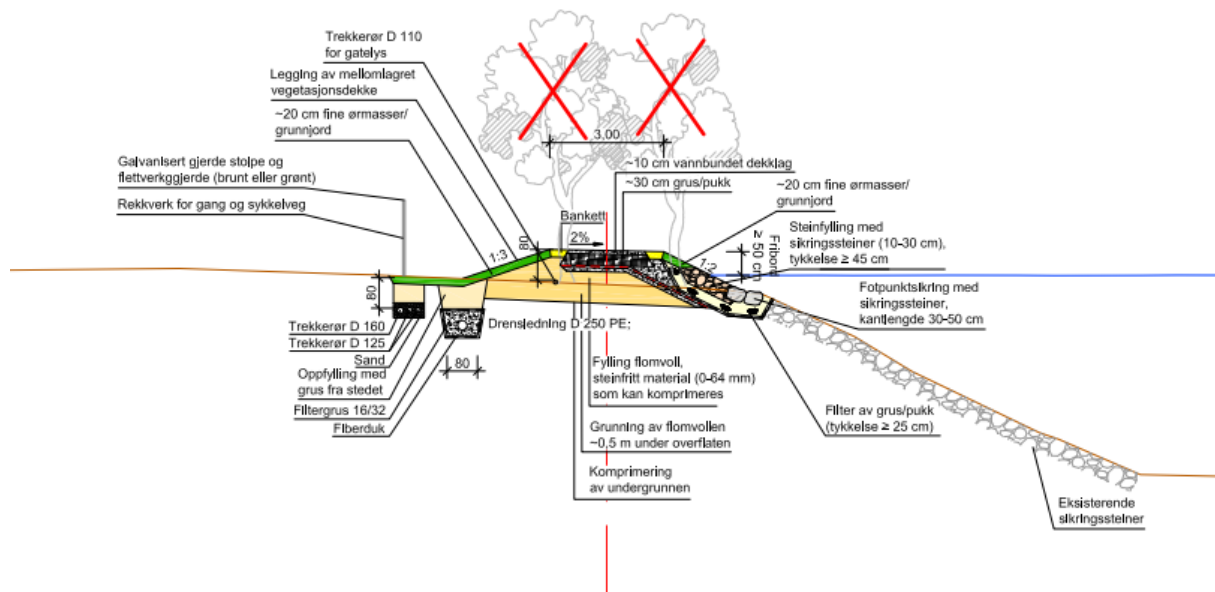 Trekkerør D 110
for gatelys
Legging av mellomlagret
vegetasjonsdekke
~20 cm fine ørmasser/
grunnjord
Galvanisert gjerde stolpe og
flettverkggjerde (brunt eller grønt)
Rekkverk for gang og sykkelveg
3,00
~10 cm vannbundet dekklag
~30 cm grus/pukk
~20 cm fine ørmasser/
grunnjord
Bankett
2%
80
1:3
1:2
Fribord
≥ 50 cm
Steinfylling med
sikringssteiner (10-30 cm),
tykkelse ≥ 45 cm
Fotpunktsikring med
sikringssteiner,
kantlengde 30-50 cm
80
Trekkerør D 160
Trekkerør D 125
Sand
Oppfylling med
grus fra stedet
Filtergrus 16/32
Fiberduk
Drensledning D 250 PE;
80
Fylling flomvoll,
steinfritt material (0-64 mm)
som kan komprimeres
Grunning av flomvollen
~0,5 m under overflaten
Komprimering
av undergrunnen
Filter av grus/pukk
(tykkelse ≥ 25 cm)
Eksisterende
sikringssteiner